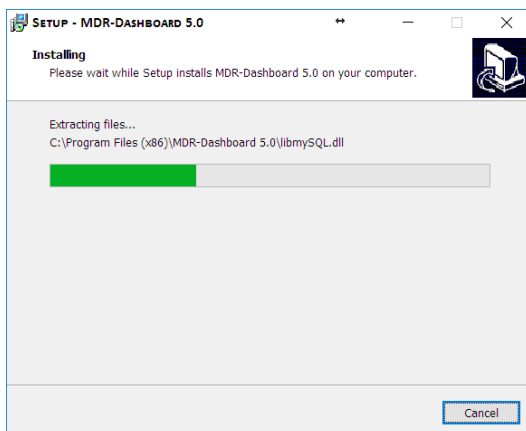 Setup - MDR-Dashboard 5.0
Installing
Please wait while Setup installs MDR-Dashboard 5.0 on your computer.
Extracting files...
C:\Program Files (x86)\MDR-Dashboard 5.0\libmySQL.dll
Cancel